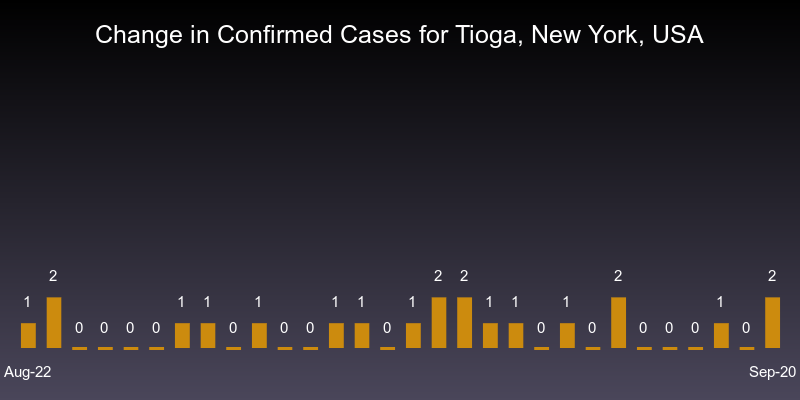 Change in Confirmed Cases for Tioga, New York, USA
1 2 0 0 0 0 1 1 0 1 0 0 1 1 0 1 2 2 1 1 0 1 0 2 0 0 0 1 0 2
Aug-22 Sep-20